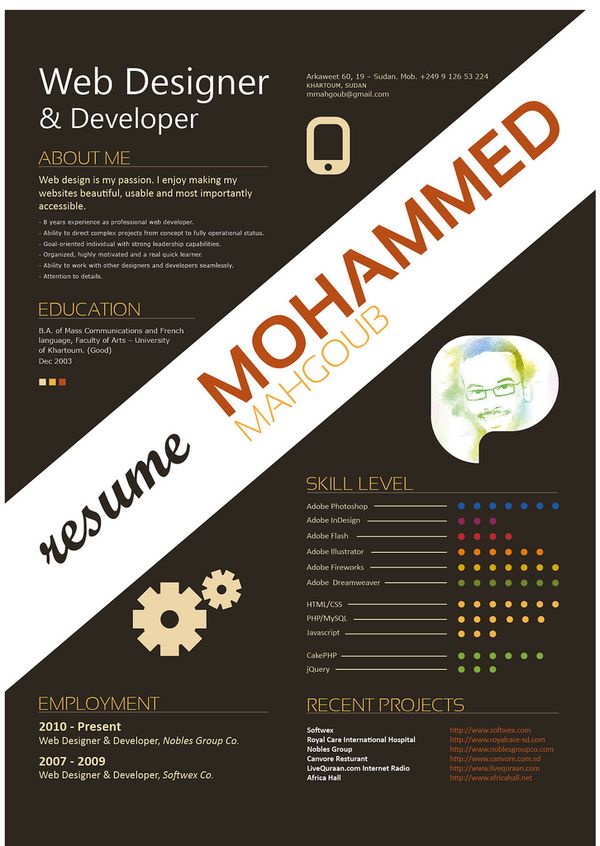 Web Designer
& Developer
Arkaweet 60, 19 – Sudan. Mob. +249 9 126 53 224
KHARTOUM, SUDAN
mmahgoub@gmail.com
ABOUT ME
Web design is my passion. I enjoy making my
websites beautiful, usable and most importantly
accessible.
- 8 years experience as professional web developer.
- Ability to direct complex projects from concept to fully operational status.
- Goal-oriented individual with strong leadership capabilities.
- Organized, highly motivated and a real quick learner.
- Ability to work with other designers and developers seamlessly.
- Attention to details.
EDUCATION
B.A. of Mass Communications and French
language, Faculty of Arts – University
of Khartoum. (Good)
Dec 2003
resume
MOHAMMED
MAHGOUB
SKILL LEVEL
Adobe Photoshop
Adobe InDesign
Adobe Flash
Adobe Illustrator
Adobe Fireworks
Adobe Dreamweaver
HTML/CSS
PHP/MySQL
Javascript
CakePHP
jQuery
EMPLOYMENT
2010 - Present
Web Designer & Developer, Nobles Group Co.
2007 - 2009
Web Designer & Developer, Softwex Co.
RECENT PROJECTS
Softwex http://www.softwex.com
Royal Care International Hospital http://www.royalcare-sd.com
Nobles Group http://www.noblesgroupco.com
Canvore Resturant http://www.canvore.com.sd
LiveQuraan.com Internet Radio http://www.livequraan.com
Africa Hall http://www.africahall.net